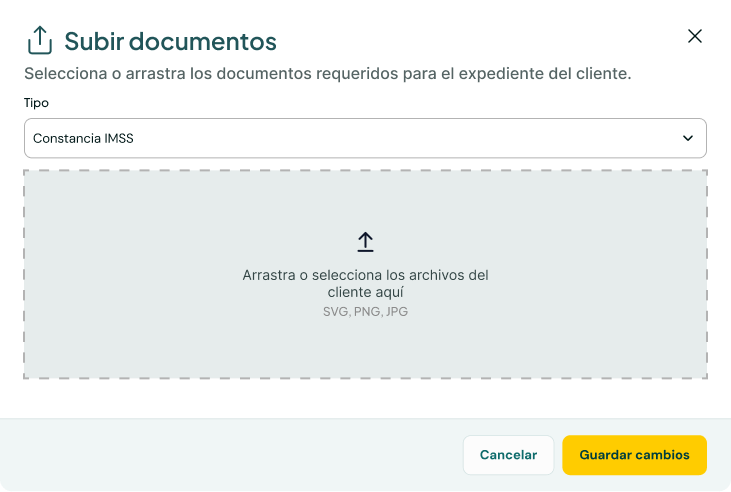 Subir documentos
Selecciona o arrastra los documentos requeridos para el expediente del cliente.
Tipo
Constancia IMSS
Arrastra o selecciona los archivos del
cliente aquí
SVG, PNG, JPG
Cancelar
Guardar cambios